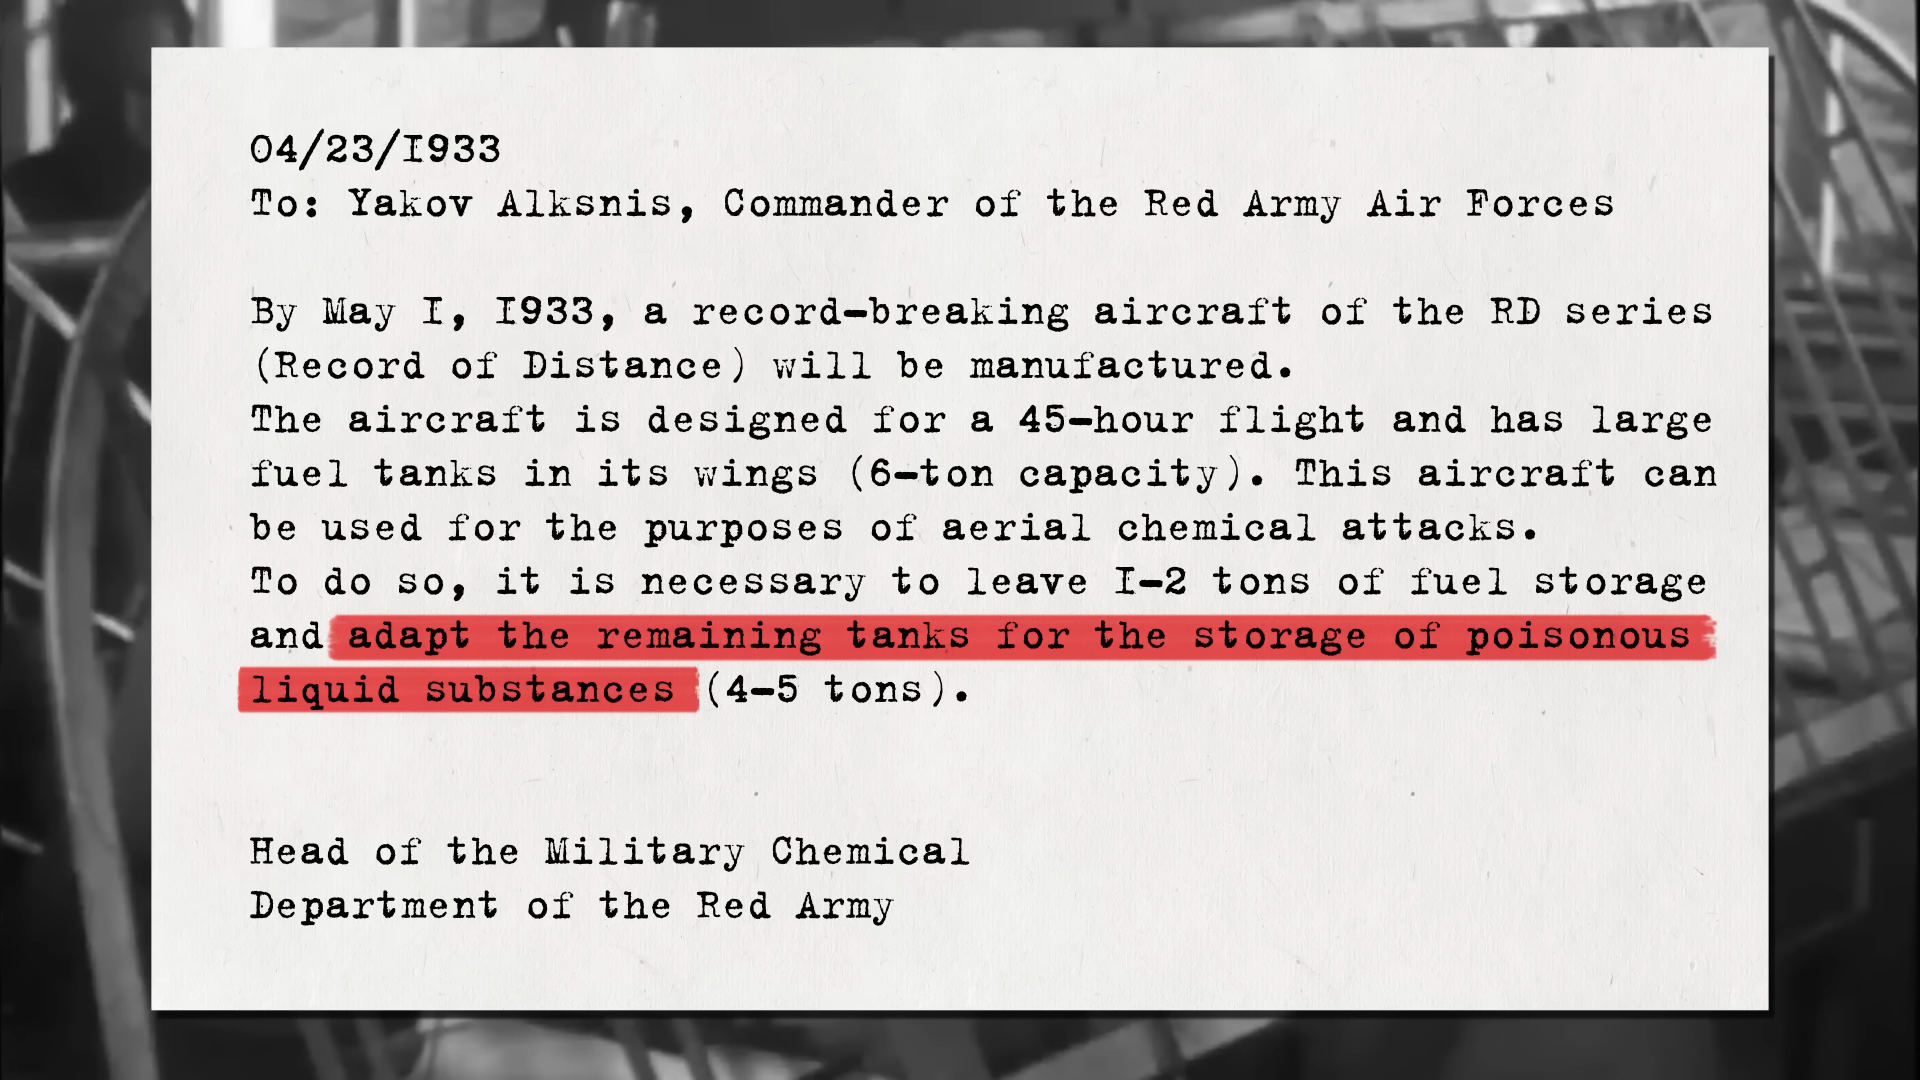 04/23/I933
To: Yakov Alksnis, Commander of the Red Army Air Forces
By May I, I933, a record-breaking aircraft of the RD series
(Record of Distance) will be manufactured.
The aircraft is designed for a 45-hour flight and has large
fuel tanks in its wings (6-ton capacity). This aircraft can
be used for the purposes of aerial chemical attacks.
To do so, it is necessary to leave I-2 tons of fuel storage
and adapt the remaining tanks for the storage of poisonous
liquid substances (4-5 tons).
Head of the Military Chemical
Department of the Red Army